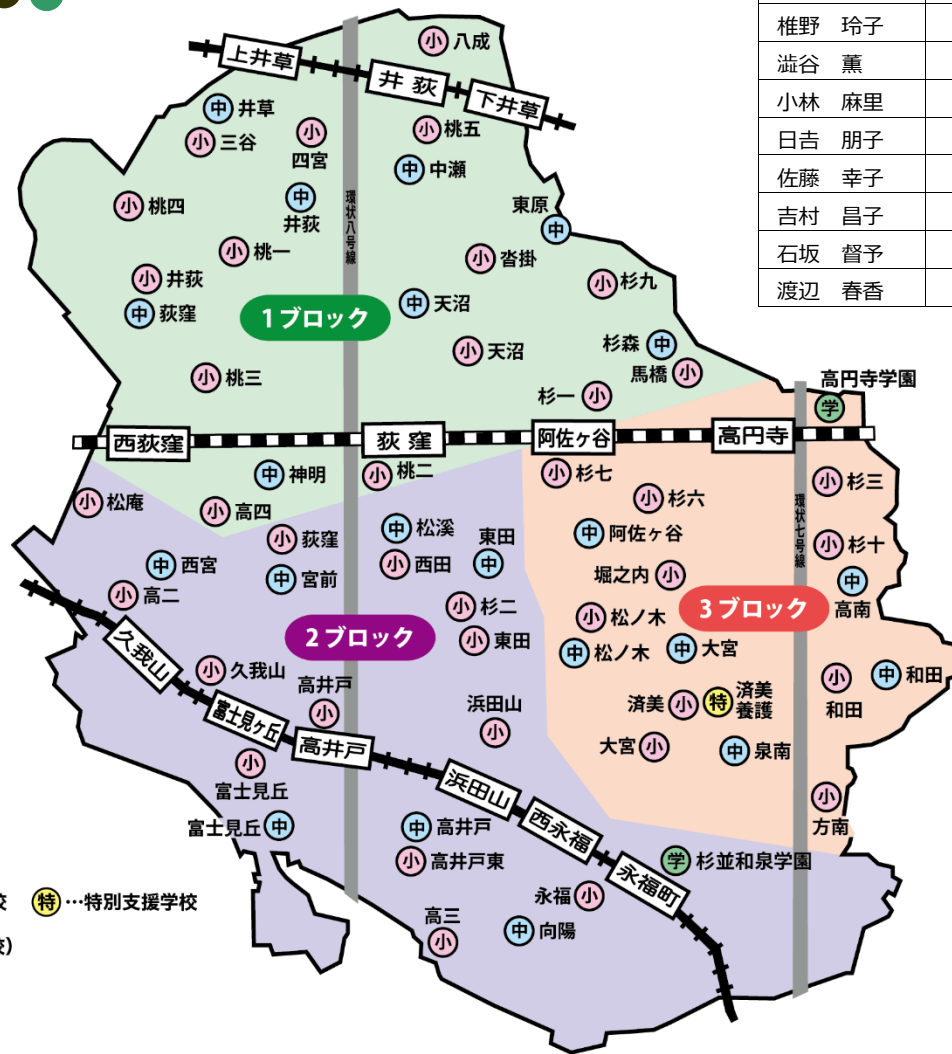 椎野　玲子
澁谷　薫
小林　麻里
日𠮷　朋子
佐藤　幸子
吉村　昌子
石坂　督予
渡辺　春香
小 八成
上井草
井荻
下井草
中 井草
小 三谷
小 四宮
小 桃五
中 中瀬
小 桃四
中 井荻
環状八号線
東原 中
小 桃一
小 沓掛
小 井荻
小 杉九
中 荻窪
中 天沼
1ブロック
杉森 中
小 天沼
馬橋 小
小 桃三
杉一 小
高円寺学園
学
西荻窪
荻窪
阿佐ヶ谷
高円寺
中 神明
小 桃二
小 杉七
小 杉三
小 松庵
小 高四
小 杉六
環状七号線
小 荻窪
中 松溪
東田 中
中 阿佐ヶ谷
小 杉十
中 西宮
中 宮前
小 西田
堀之内 小
中 高南
小 高二
小 杉二
小 松ノ木
3ブロック
2ブロック
小 東田
中 松ノ木
中 大宮
久我山
小 久我山
高井戸 小
浜田山 小
済美 小
特 済美養護
小 和田
中 和田
富士見ヶ丘
高井戸
大宮 小
中 泉南
小 富士見丘
浜田山
小 方南
富士見丘 中
中 高井戸
西永福
小 高井戸東
永福町
学 杉並和泉学園
永福 小
校 特…特別支援学校
高三 小
中 向陽
校)